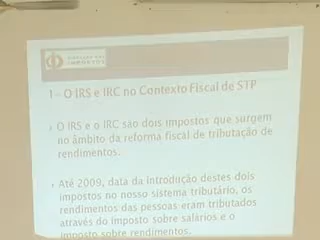 IMPOSTOS
1- O IRS e IRC no Contexto Fiscal de STP
› O IRS e o IRC são dois impostos que surgem
no âmbito da reforma fiscal de tributação de
rendimentos.
› Até 2009, data da introdução destes dois
impostos no nosso sistema tributário, os
rendimentos das pessoas eram tributados
através do imposto sobre salários e o
imposto sobre rendimentos.